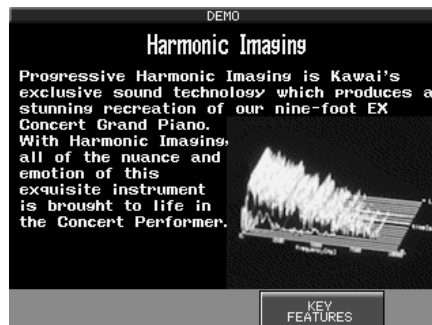 DEMO
Harmonic Imaging
Progressive Harmonic Imaging is Kawai's
exclusive sound technology which produces a
stunning recreation of our nine-foot EX
Concert Grand Piano.
With Harmonic Imaging,
all of the nuance and
emotion of this
exquisite instrument
is brought to life in
the Concert Performer.
KEY
FEATURES